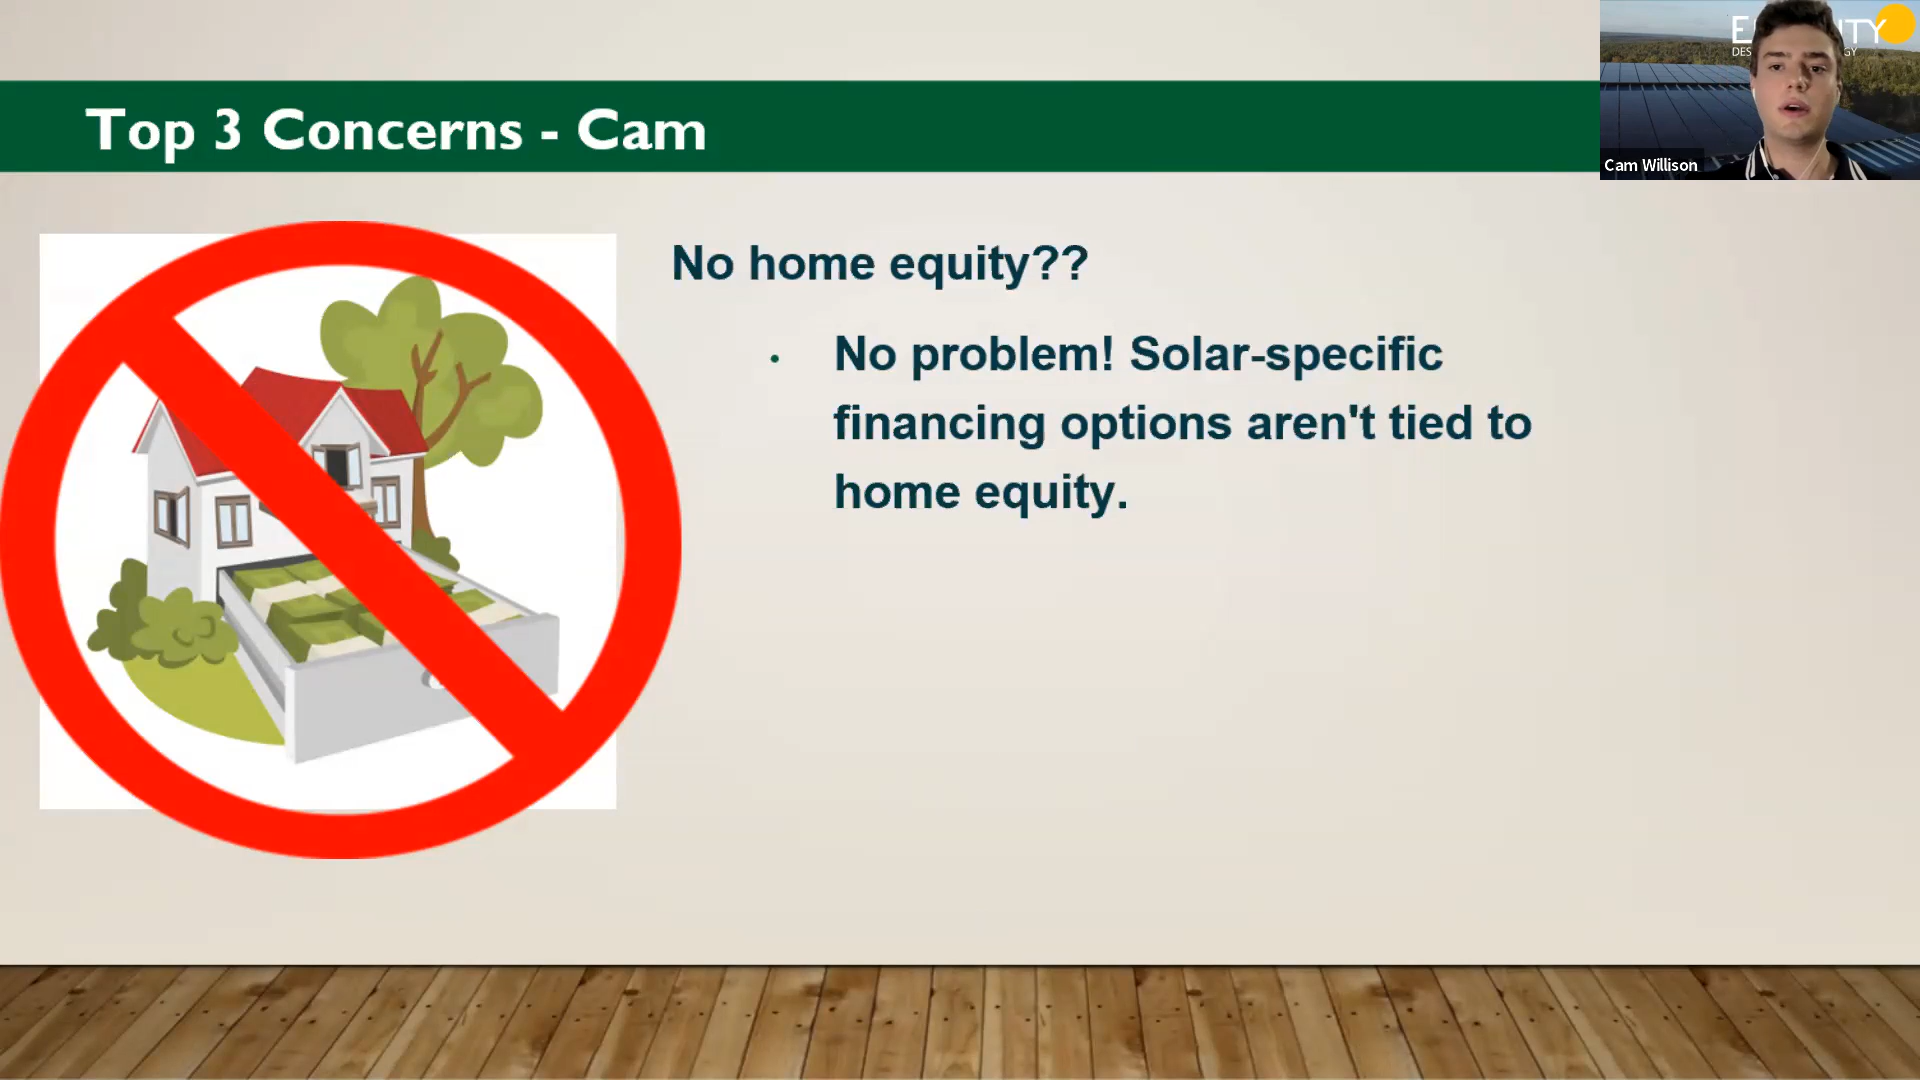 Top 3 Concerns - Cam
Cam Willison
No home equity??
• No problem! Solar-specific
financing options aren't tied to
home equity.